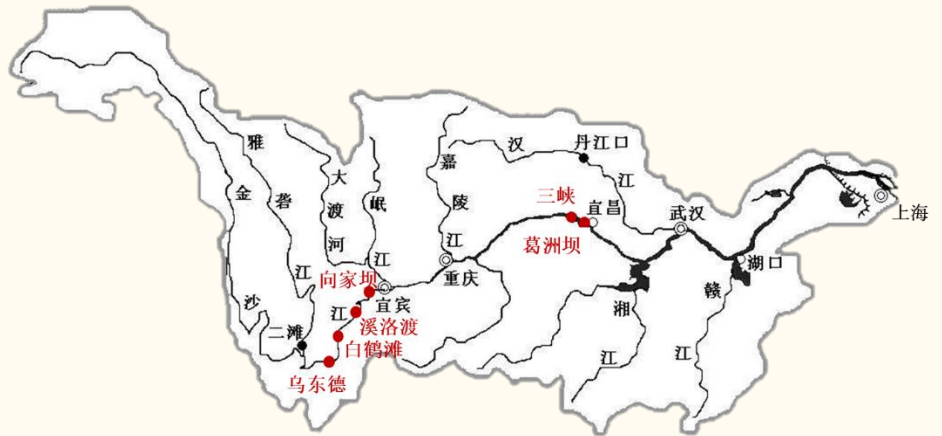 雅砻江
金沙江
大渡河
岷江
嘉陵江
汉江
丹江口
三峡
宜昌
葛洲坝
武汉
上海
湖口
重庆
向家坝
宜宾
溪洛渡
白鹤滩
二滩
乌东德
湘江
赣江